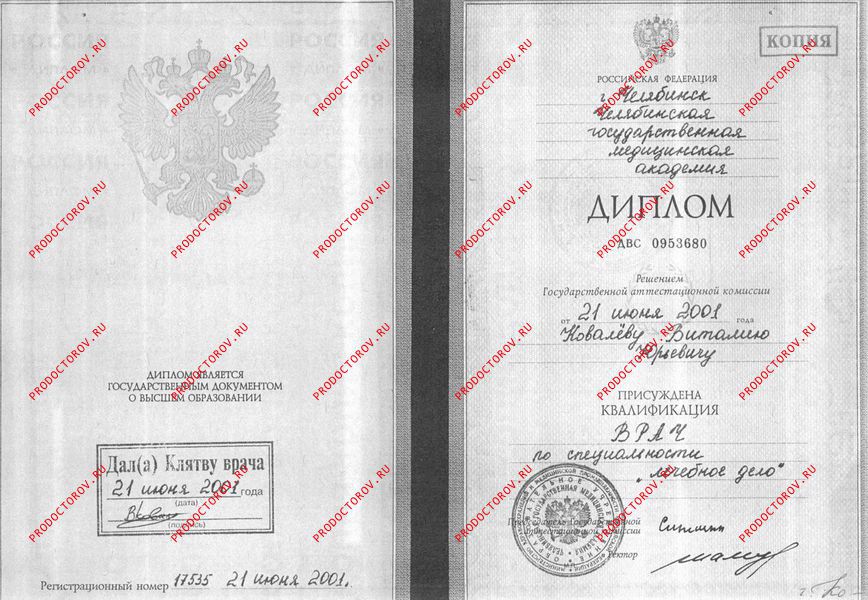 ДИПЛОМ ЯВЛЯЕТСЯ
ГОСУДАРСТВЕННЫМ ДОКУМЕНТОМ
О ВЫСШЕМ ОБРАЗОВАНИИ
Дал(а) Клятву врача
21 июня 2001 года
(дата)
(подпись)
Регистрационный номер 17535 21 июня 2001г.
КОПИЯ
РОССИЙСКАЯ ФЕДЕРАЦИЯ
г. Челябинск
Челябинская
государственная
медицинская
академия
ДИПЛОМ
ДВС 0953680
Решением
Государственной аттестационной комиссии
от 21 июня 2001 года
Ковалёву Виталию
Юрьевичу
ПРИСУЖДЕНА
КВАЛИФИКАЦИЯ
ВРАЧ
по специальности
„лечебное дело"
Председатель Государственной
аттестационной комиссии
Ректор
PRODOCTOROV.RU